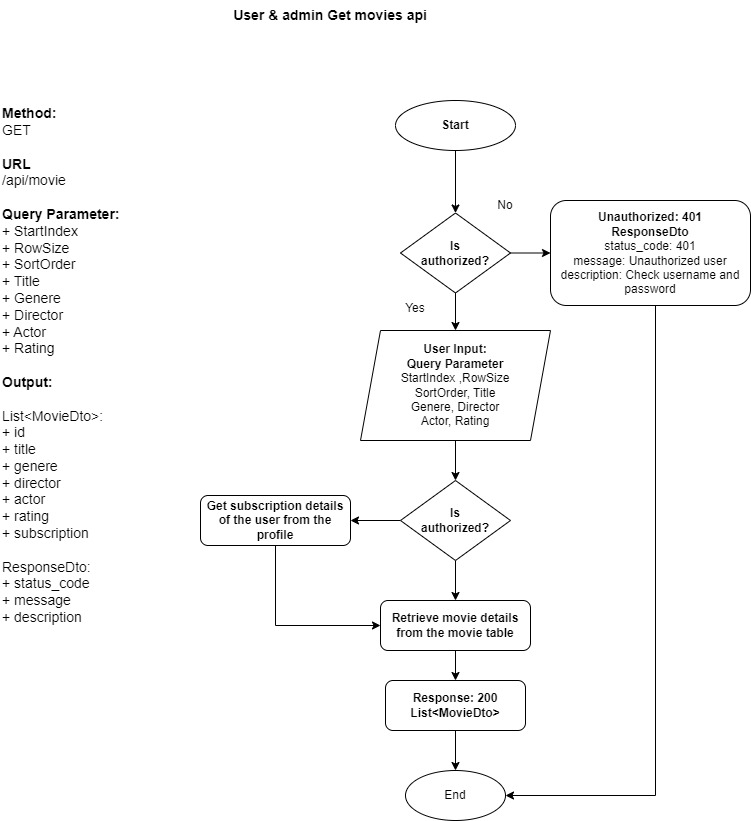 User & admin Get movies api
Method:
GET
URL
/api/movie
Query Parameter:
+ StartIndex
+ RowSize
+ SortOrder
+ Title
+ Genere
+ Director
+ Actor
+ Rating
Output:
List<MovieDto>:
+ id
+ title
+ genere
+ director
+ actor
+ rating
+ subscription
ResponseDto:
+ status_code
+ message
+ description
Start
Is
authorized?
No
Unauthorized: 401
ResponseDto
status_code: 401
message: Unauthorized user
description: Check username and
password
Yes
User Input:
Query Parameter
StartIndex ,RowSize
SortOrder, Title
Genere, Director
Actor, Rating
Is
authorized?
Get subscription details
of the user from the
profile
Retrieve movie details
from the movie table
Response: 200
List<MovieDto>
End